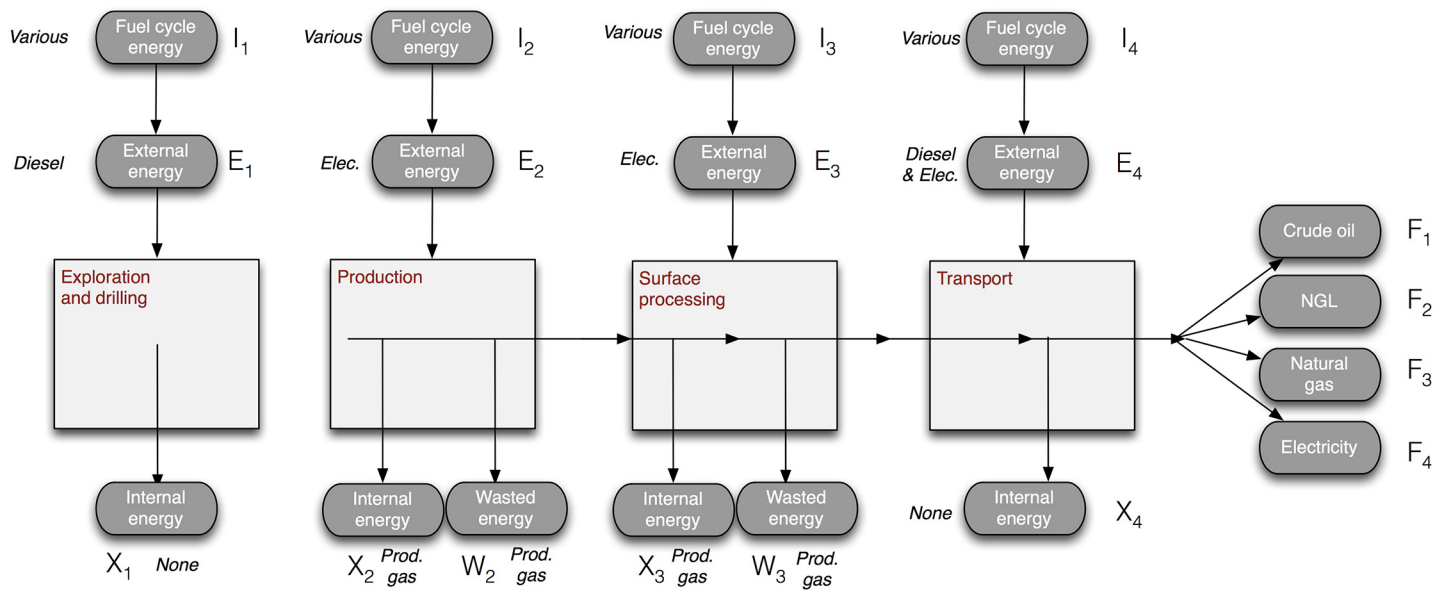 Various
Fuel cycle
energy
I1
Various
Fuel cycle
energy
I2
Various
Fuel cycle
energy
I3
Various
Fuel cycle
energy
I4
Diesel
External
energy
E1
Elec.
External
energy
E2
Elec.
External
energy
E3
Diesel
& Elec.
External
energy
E4
Exploration
and drilling
Production
Surface
processing
Transport
Crude oil
F1
NGL
F2
Natural
gas
F3
Electricity
F4
Internal
energy
X1
None
Internal
energy
X2
Prod.
gas
Wasted
energy
W2
Prod.
gas
Internal
energy
X3
Prod.
gas
Wasted
energy
W3
Prod.
gas
None
Internal
energy
X4